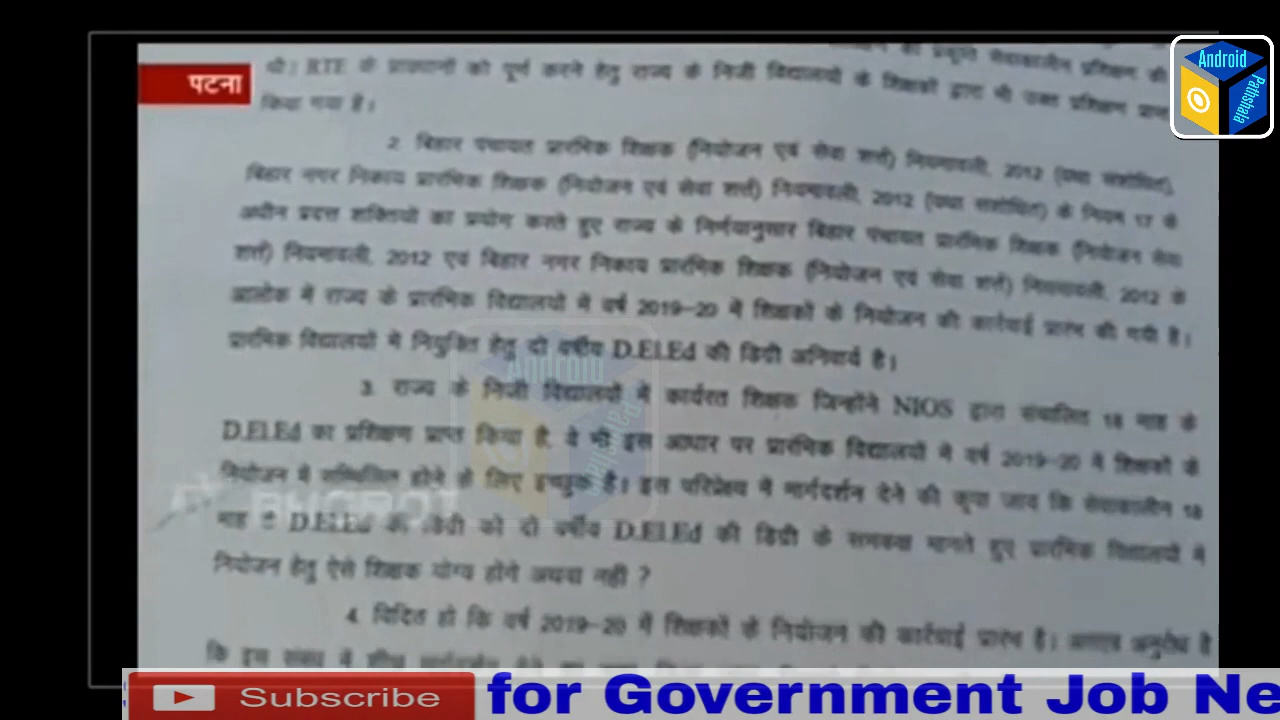 पटना
थी। RTE के प्रावधानों को पूर्ण करने हेतु राज्य के निजी विद्यालयों के शिक्षकों द्वारा भी उक्त प्रशिक्षण प्राप्त
किया गया है।
2. बिहार पंचायत प्रारंभिक शिक्षक (नियोजन एवं सेवा शर्त्त) नियमावली, 2012 (यथा संशोधित),
बिहार नगर निकाय प्रारंभिक शिक्षक (नियोजन एवं सेवा शर्त्त) नियमावली, 2012 (यथा संशोधित) के नियम 17 के
अधीन प्रदत्त शक्तियों का प्रयोग करते हुए राज्य के निर्णयानुसार बिहार पंचायत प्रारंभिक शिक्षक (नियोजन सेवा
शर्त्त) नियमावली, 2012 एवं बिहार नगर निकाय प्रारंभिक शिक्षक (नियोजन एवं सेवा शर्त्त) नियमावली, 2012 के
आलोक में राज्य के प्रारंभिक विद्यालयों में वर्ष 2019-20 में शिक्षकों के नियोजन की कार्रवाई प्रारंभ की गयी है।
प्रारंभिक विद्यालयों में नियुक्ति हेतु दो वर्षीय D.El.Ed की डिग्री अनिवार्य है।
3. राज्य के निजी विद्यालयों में कार्यरत शिक्षक जिन्होंने NIOS द्वारा संचालित 18 माह के
D.El.Ed का प्रशिक्षण प्राप्त किया है, वे भी इस आधार पर प्रारंभिक विद्यालयों में वर्ष 2019-20 में शिक्षकों के
नियोजन में सम्मिलित होने के लिए इच्छुक है। इस परिप्रेक्ष्य में मार्गदर्शन देने की कृपा जाय कि सेवाकालीन 18
माह के D.El.Ed की डिग्री को दो वर्षीय D.El.Ed की डिग्री के समकक्ष मानते हुए प्रारंभिक विद्यालयों में
नियोजन हेतु ऐसे शिक्षक योग्य होंगे अथवा नहीं ?
4. विदित हो कि वर्ष 2019-20 में शिक्षकों के नियोजन की कार्रवाई प्रारंभ है। अतएव अनुरोध है
कि इस संबंध में शीघ्र मार्गदर्शन देने
Android
Pathshala
Subscribe
for Government Job Ne